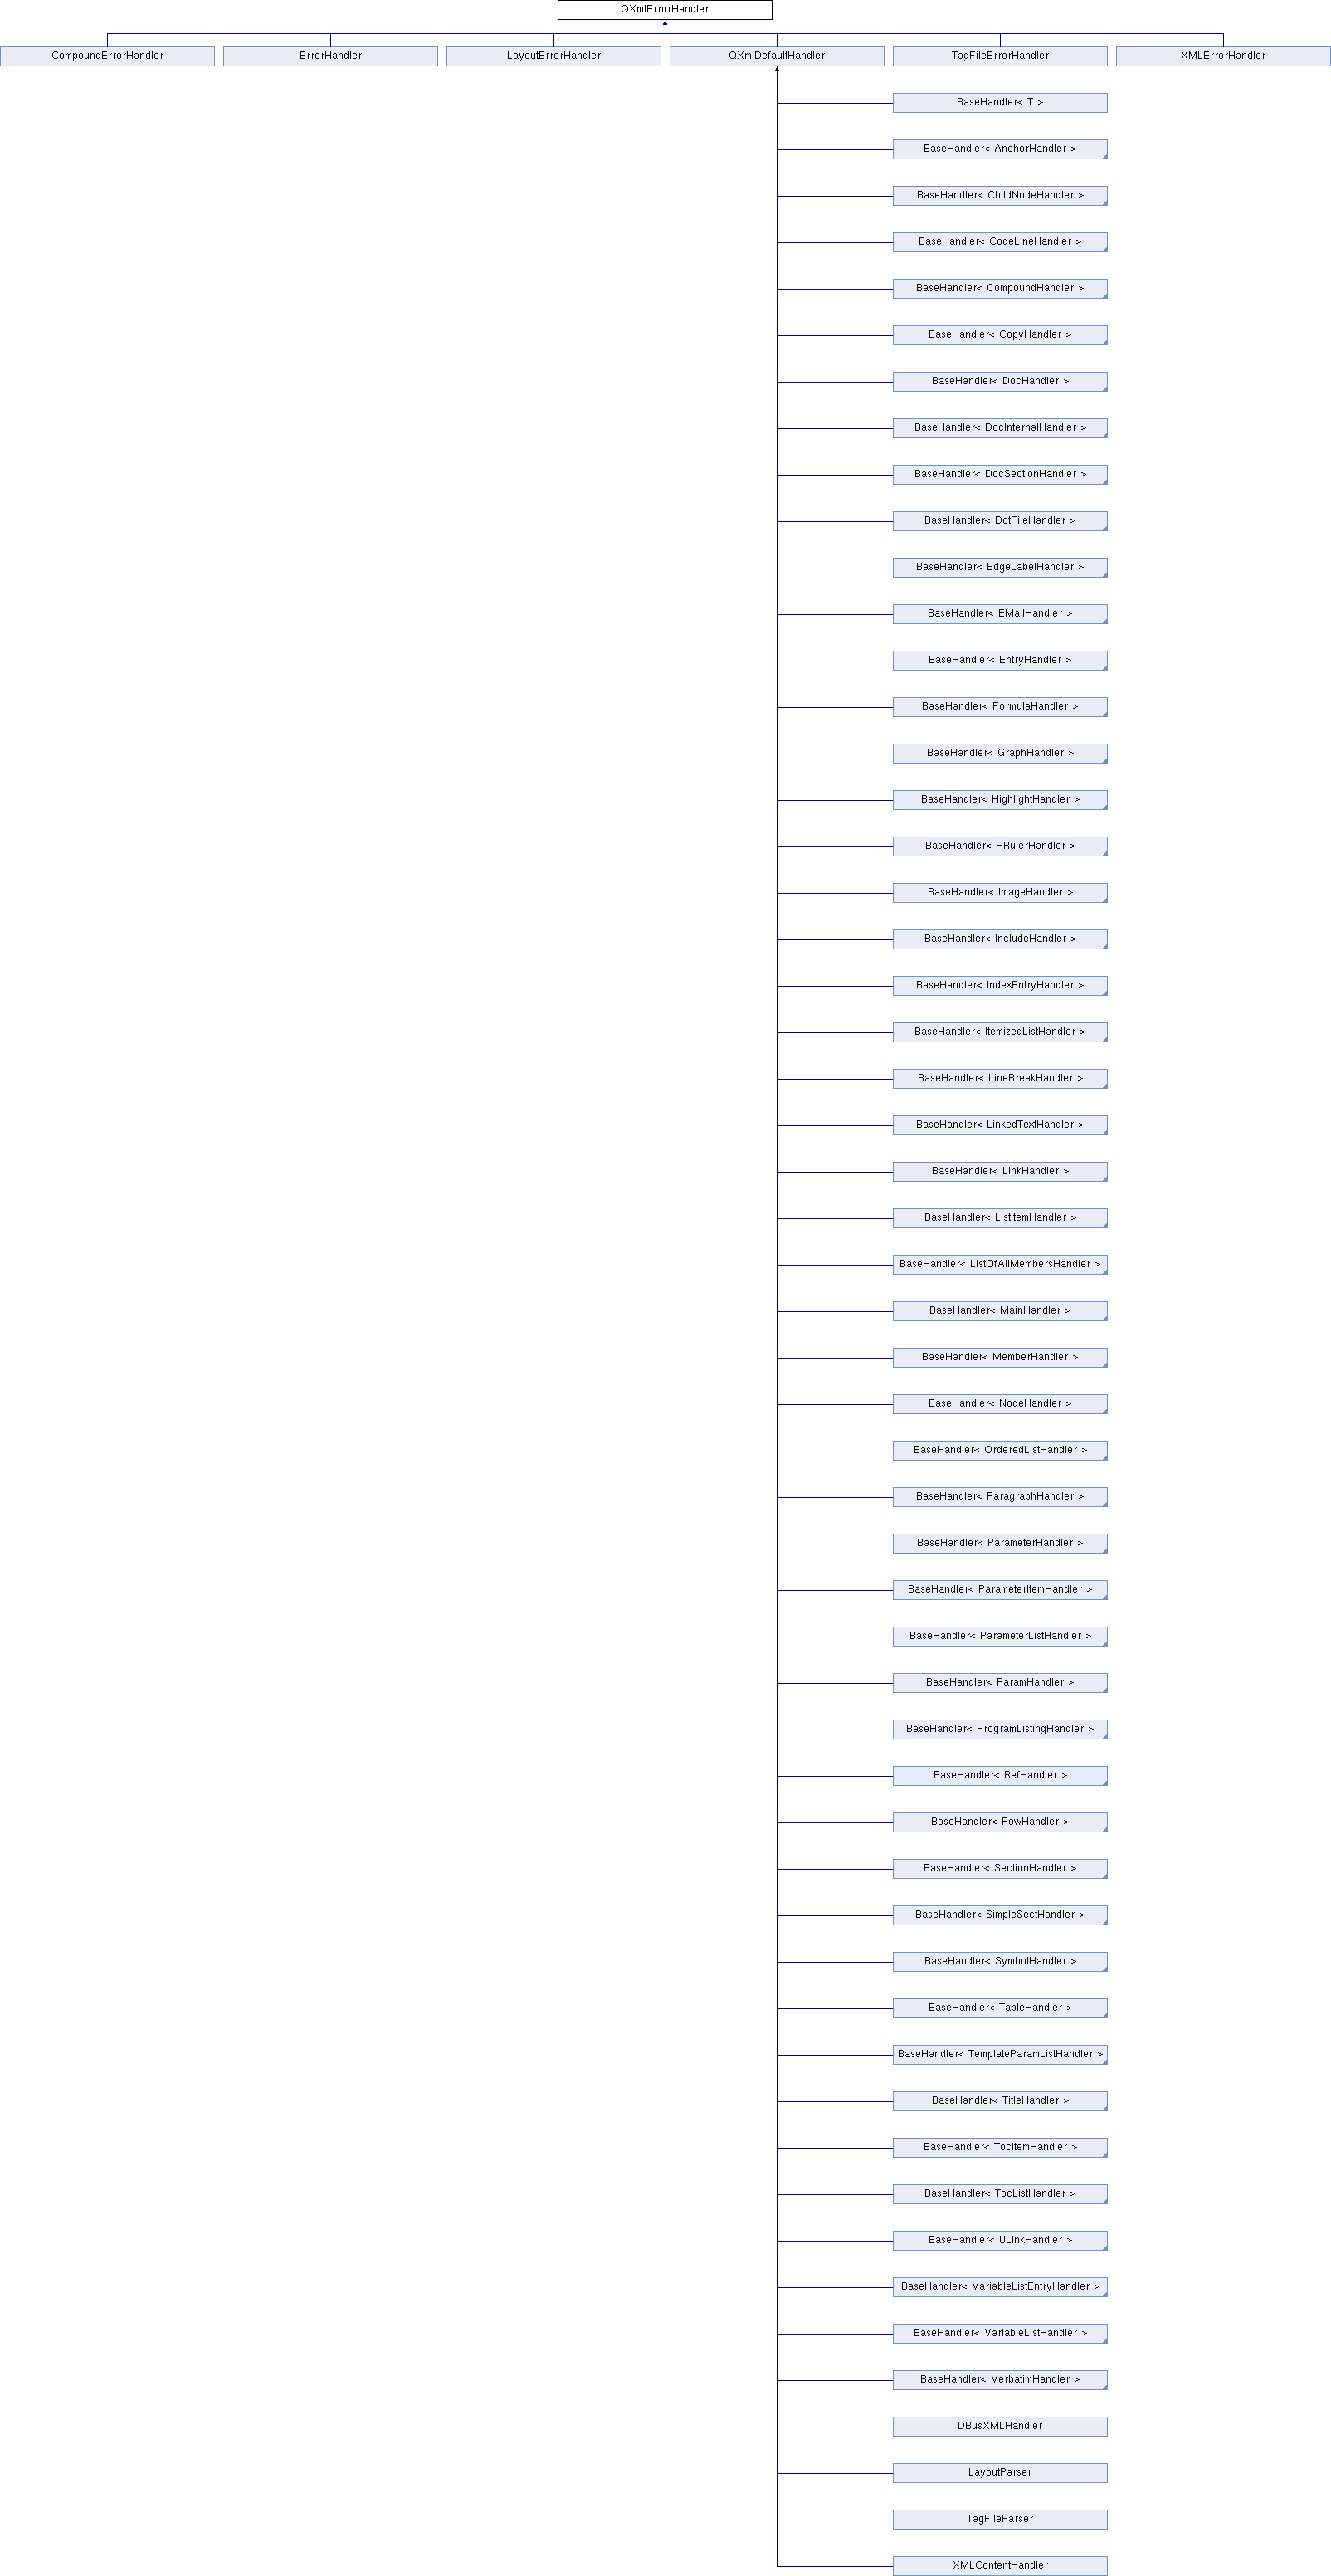 QXmlErrorHandler
CompoundErrorHandler
ErrorHandler
LayoutErrorHandler
QXmlDefaultHandler
TagFileErrorHandler
XMLErrorHandler
BaseHandler< T >
BaseHandler< AnchorHandler >
BaseHandler< ChildNodeHandler >
BaseHandler< CodeLineHandler >
BaseHandler< CompoundHandler >
BaseHandler< CopyHandler >
BaseHandler< DocHandler >
BaseHandler< DocInternalHandler >
BaseHandler< DocSectionHandler >
BaseHandler< DotFileHandler >
BaseHandler< EdgeLabelHandler >
BaseHandler< EMailHandler >
BaseHandler< EntryHandler >
BaseHandler< FormulaHandler >
BaseHandler< GraphHandler >
BaseHandler< HighlightHandler >
BaseHandler< HRulerHandler >
BaseHandler< ImageHandler >
BaseHandler< IncludeHandler >
BaseHandler< IndexEntryHandler >
BaseHandler< ItemizedListHandler >
BaseHandler< LineBreakHandler >
BaseHandler< LinkedTextHandler >
BaseHandler< LinkHandler >
BaseHandler< ListItemHandler >
BaseHandler< ListOfAllMembersHandler >
BaseHandler< MainHandler >
BaseHandler< MemberHandler >
BaseHandler< NodeHandler >
BaseHandler< OrderedListHandler >
BaseHandler< ParagraphHandler >
BaseHandler< ParameterHandler >
BaseHandler< ParameterItemHandler >
BaseHandler< ParameterListHandler >
BaseHandler< ParamHandler >
BaseHandler< ProgramListingHandler >
BaseHandler< RefHandler >
BaseHandler< RowHandler >
BaseHandler< SectionHandler >
BaseHandler< SimpleSectHandler >
BaseHandler< SymbolHandler >
BaseHandler< TableHandler >
BaseHandler< TemplateParamListHandler >
BaseHandler< TitleHandler >
BaseHandler< TocItemHandler >
BaseHandler< TocListHandler >
BaseHandler< ULinkHandler >
BaseHandler< VariableListEntryHandler >
BaseHandler< VariableListHandler >
BaseHandler< VerbatimHandler >
DBusXMLHandler
LayoutParser
TagFileParser
XMLContentHandler